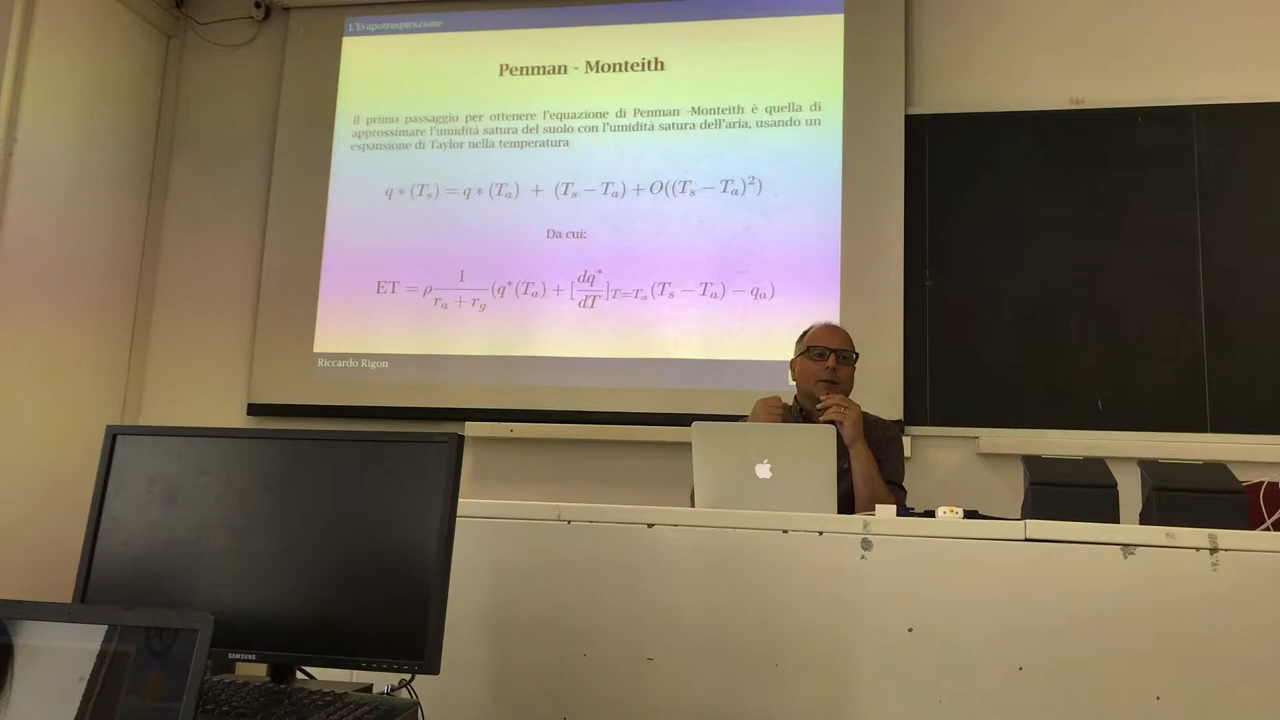 L'Evapotraspirazione
Penman - Monteith
Il primo passaggio per ottenere l'equazione di Penman -Monteith è quella di
approssimare l'umidità satura del suolo con l'umidità satura dell'aria, usando un
espansione di Taylor nella temperatura
q ∗ (T_s) = q ∗ (T_a) + (T_s − T_a) + O((T_s − T_a)^2)
Da cui:
ET = ρ \frac{1}{r_a + r_g} (q^*(T_a) + [\frac{dq^*}{dT}]_{T=T_a} (T_s − T_a) − q_a)
Riccardo Rigon
SAMSUNG